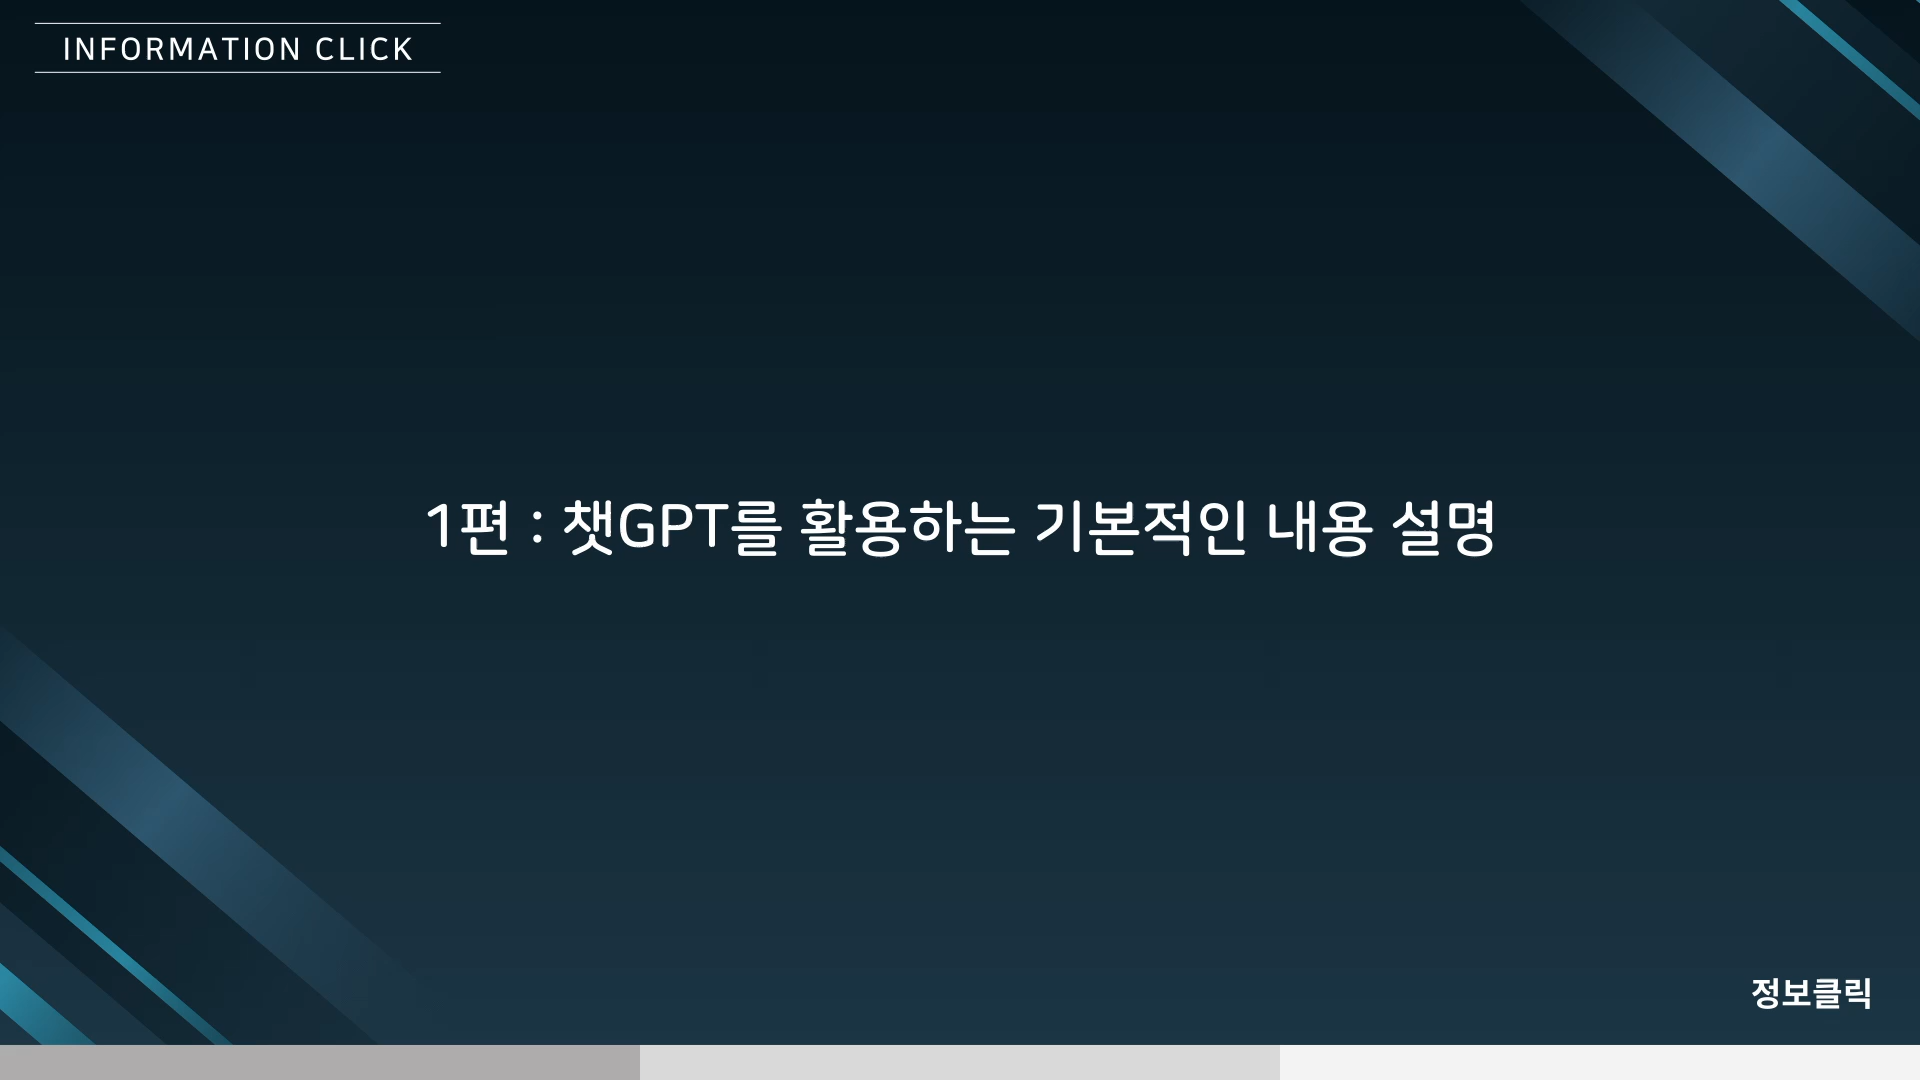 INFORMATION CLICK
1편 : 챗GPT를 활용하는 기본적인 내용 설명
정보클릭